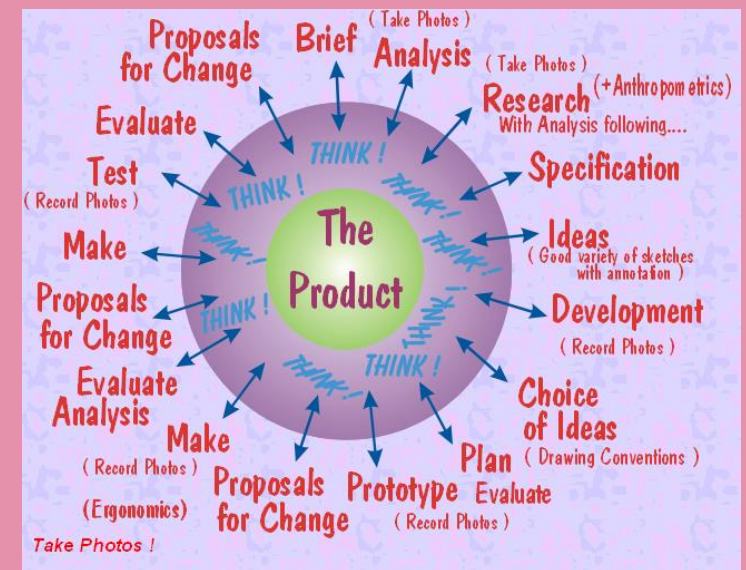 Brief
( Take Photos )
Analysis
( Take Photos )
Research (+Anthropometrics)
With Analysis following....
Specification
Ideas
( Good variety of sketches
with annotation )
Development
( Record Photos )
Choice
of Ideas
( Drawing Conventions )
Plan
Evaluate
Prototype
( Record Photos )
Proposals
for Change
Make
( Record Photos )
(Ergonomics)
Evaluate
Analysis
Proposals
for Change
Make
Test
( Record Photos )
Evaluate
Proposals
for Change
THINK !
THINK !
THINK !
THINK !
THINK !
THINK !
THINK !
THINK !
THINK !
The
Product
Take Photos !